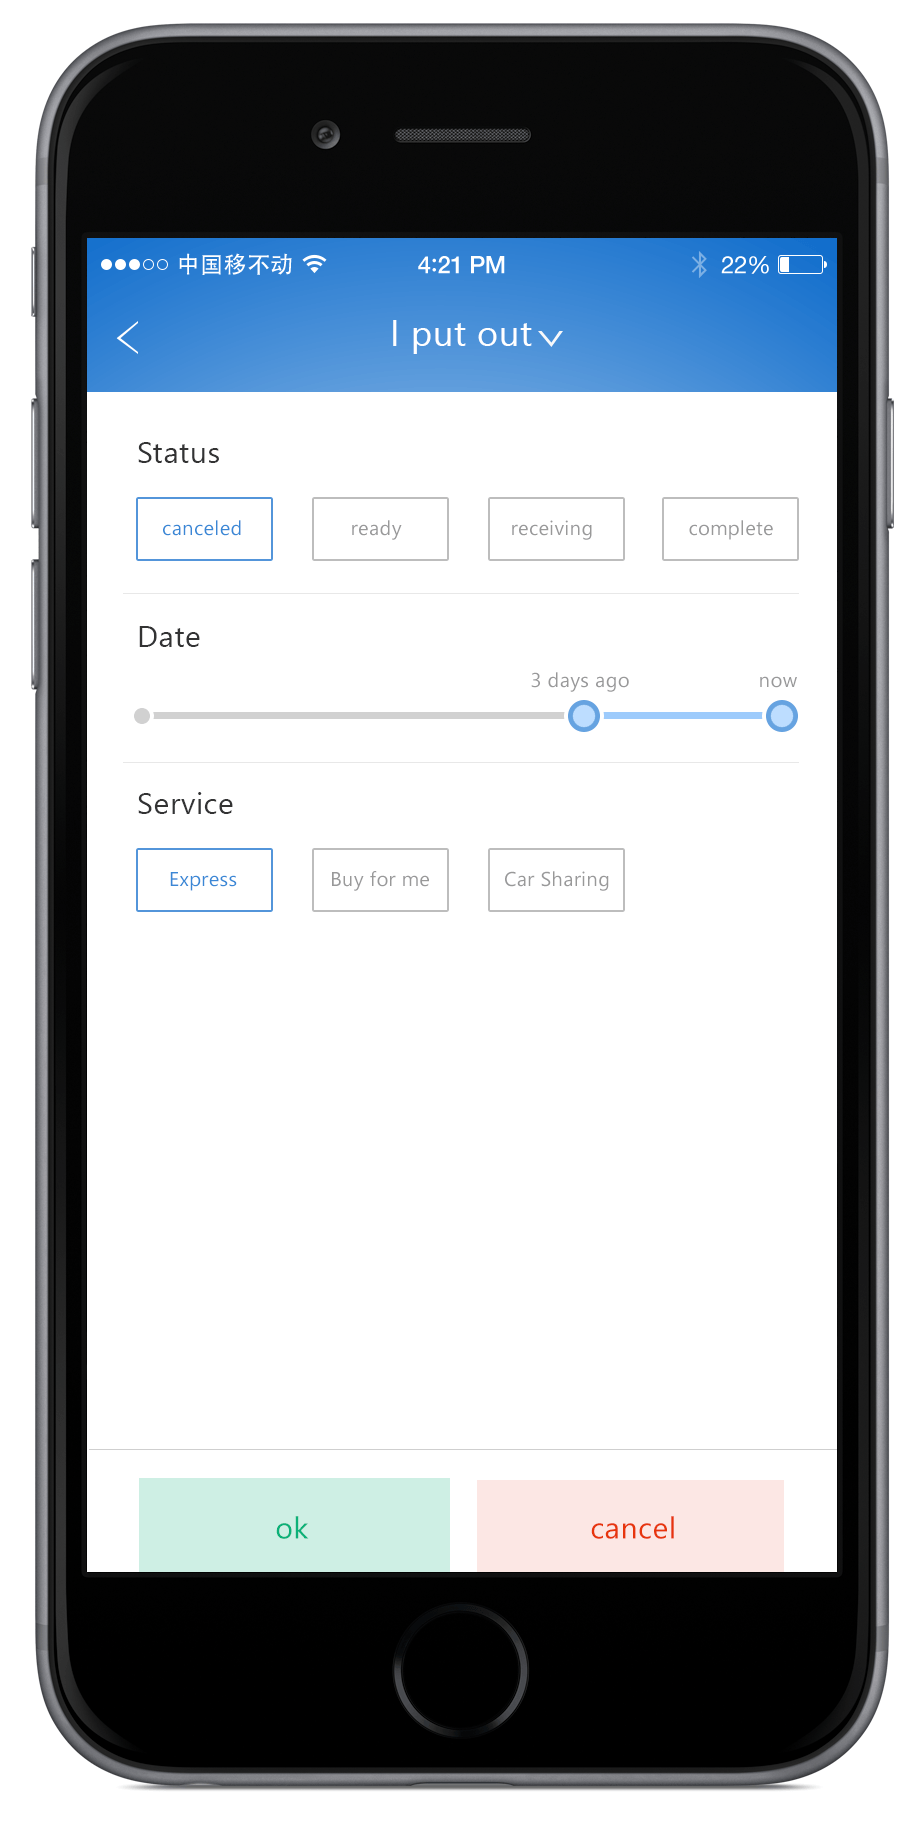 中国移不动 4:21 PM 22%
I put out
Status
canceled ready receiving complete
Date
3 days ago now
Service
Express Buy for me Car Sharing
ok cancel